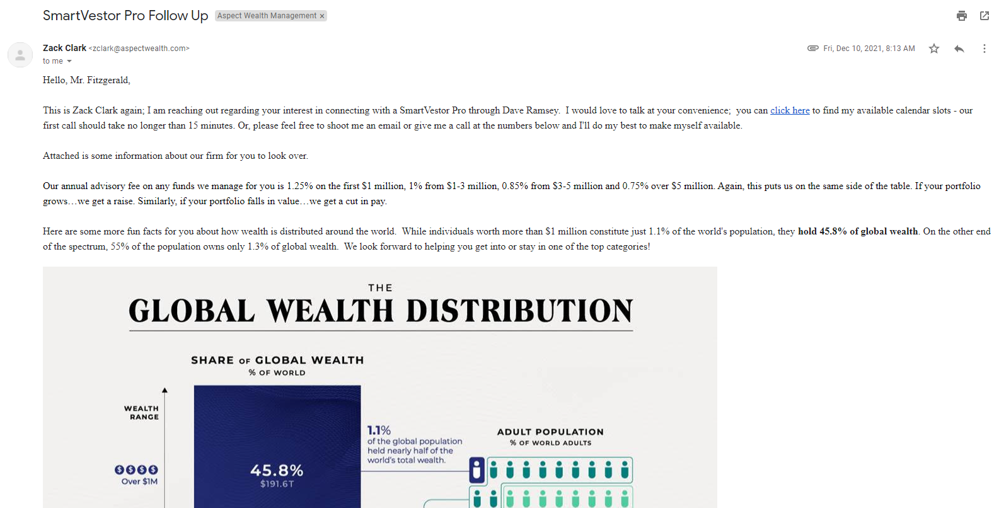 SmartVestor Pro Follow Up Aspect Wealth Management ×
Zack Clark <zclark@aspectwealth.com> Fri, Dec 10, 2021, 8:13 AM
to me
Hello, Mr. Fitzgerald,
This is Zack Clark again; I am reaching out regarding your interest in connecting with a SmartVestor Pro through Dave Ramsey.  I would love to talk at your convenience;  you can click here to find my available calendar slots - our
first call should take no longer than 15 minutes. Or, please feel free to shoot me an email or give me a call at the numbers below and I'll do my best to make myself available.
Attached is some information about our firm for you to look over.
Our annual advisory fee on any funds we manage for you is 1.25% on the first $1 million, 1% from $1-3 million, 0.85% from $3-5 million and 0.75% over $5 million. Again, this puts us on the same side of the table. If your portfolio
grows…we get a raise. Similarly, if your portfolio falls in value…we get a cut in pay.
Here are some more fun facts for you about how wealth is distributed around the world.  While individuals worth more than $1 million constitute just 1.1% of the world's population, they hold 45.8% of global wealth. On the other end
of the spectrum, 55% of the population owns only 1.3% of global wealth.  We look forward to helping you get into or stay in one of the top categories!
THE
GLOBAL WEALTH DISTRIBUTION
SHARE OF GLOBAL WEALTH
% OF WORLD
WEALTH
RANGE
1.1%
of the global population
held nearly half of the
world's total wealth.
ADULT POPULATION
% OF WORLD ADULTS
$ $ $ $
Over $1M
45.8%
$191.6T